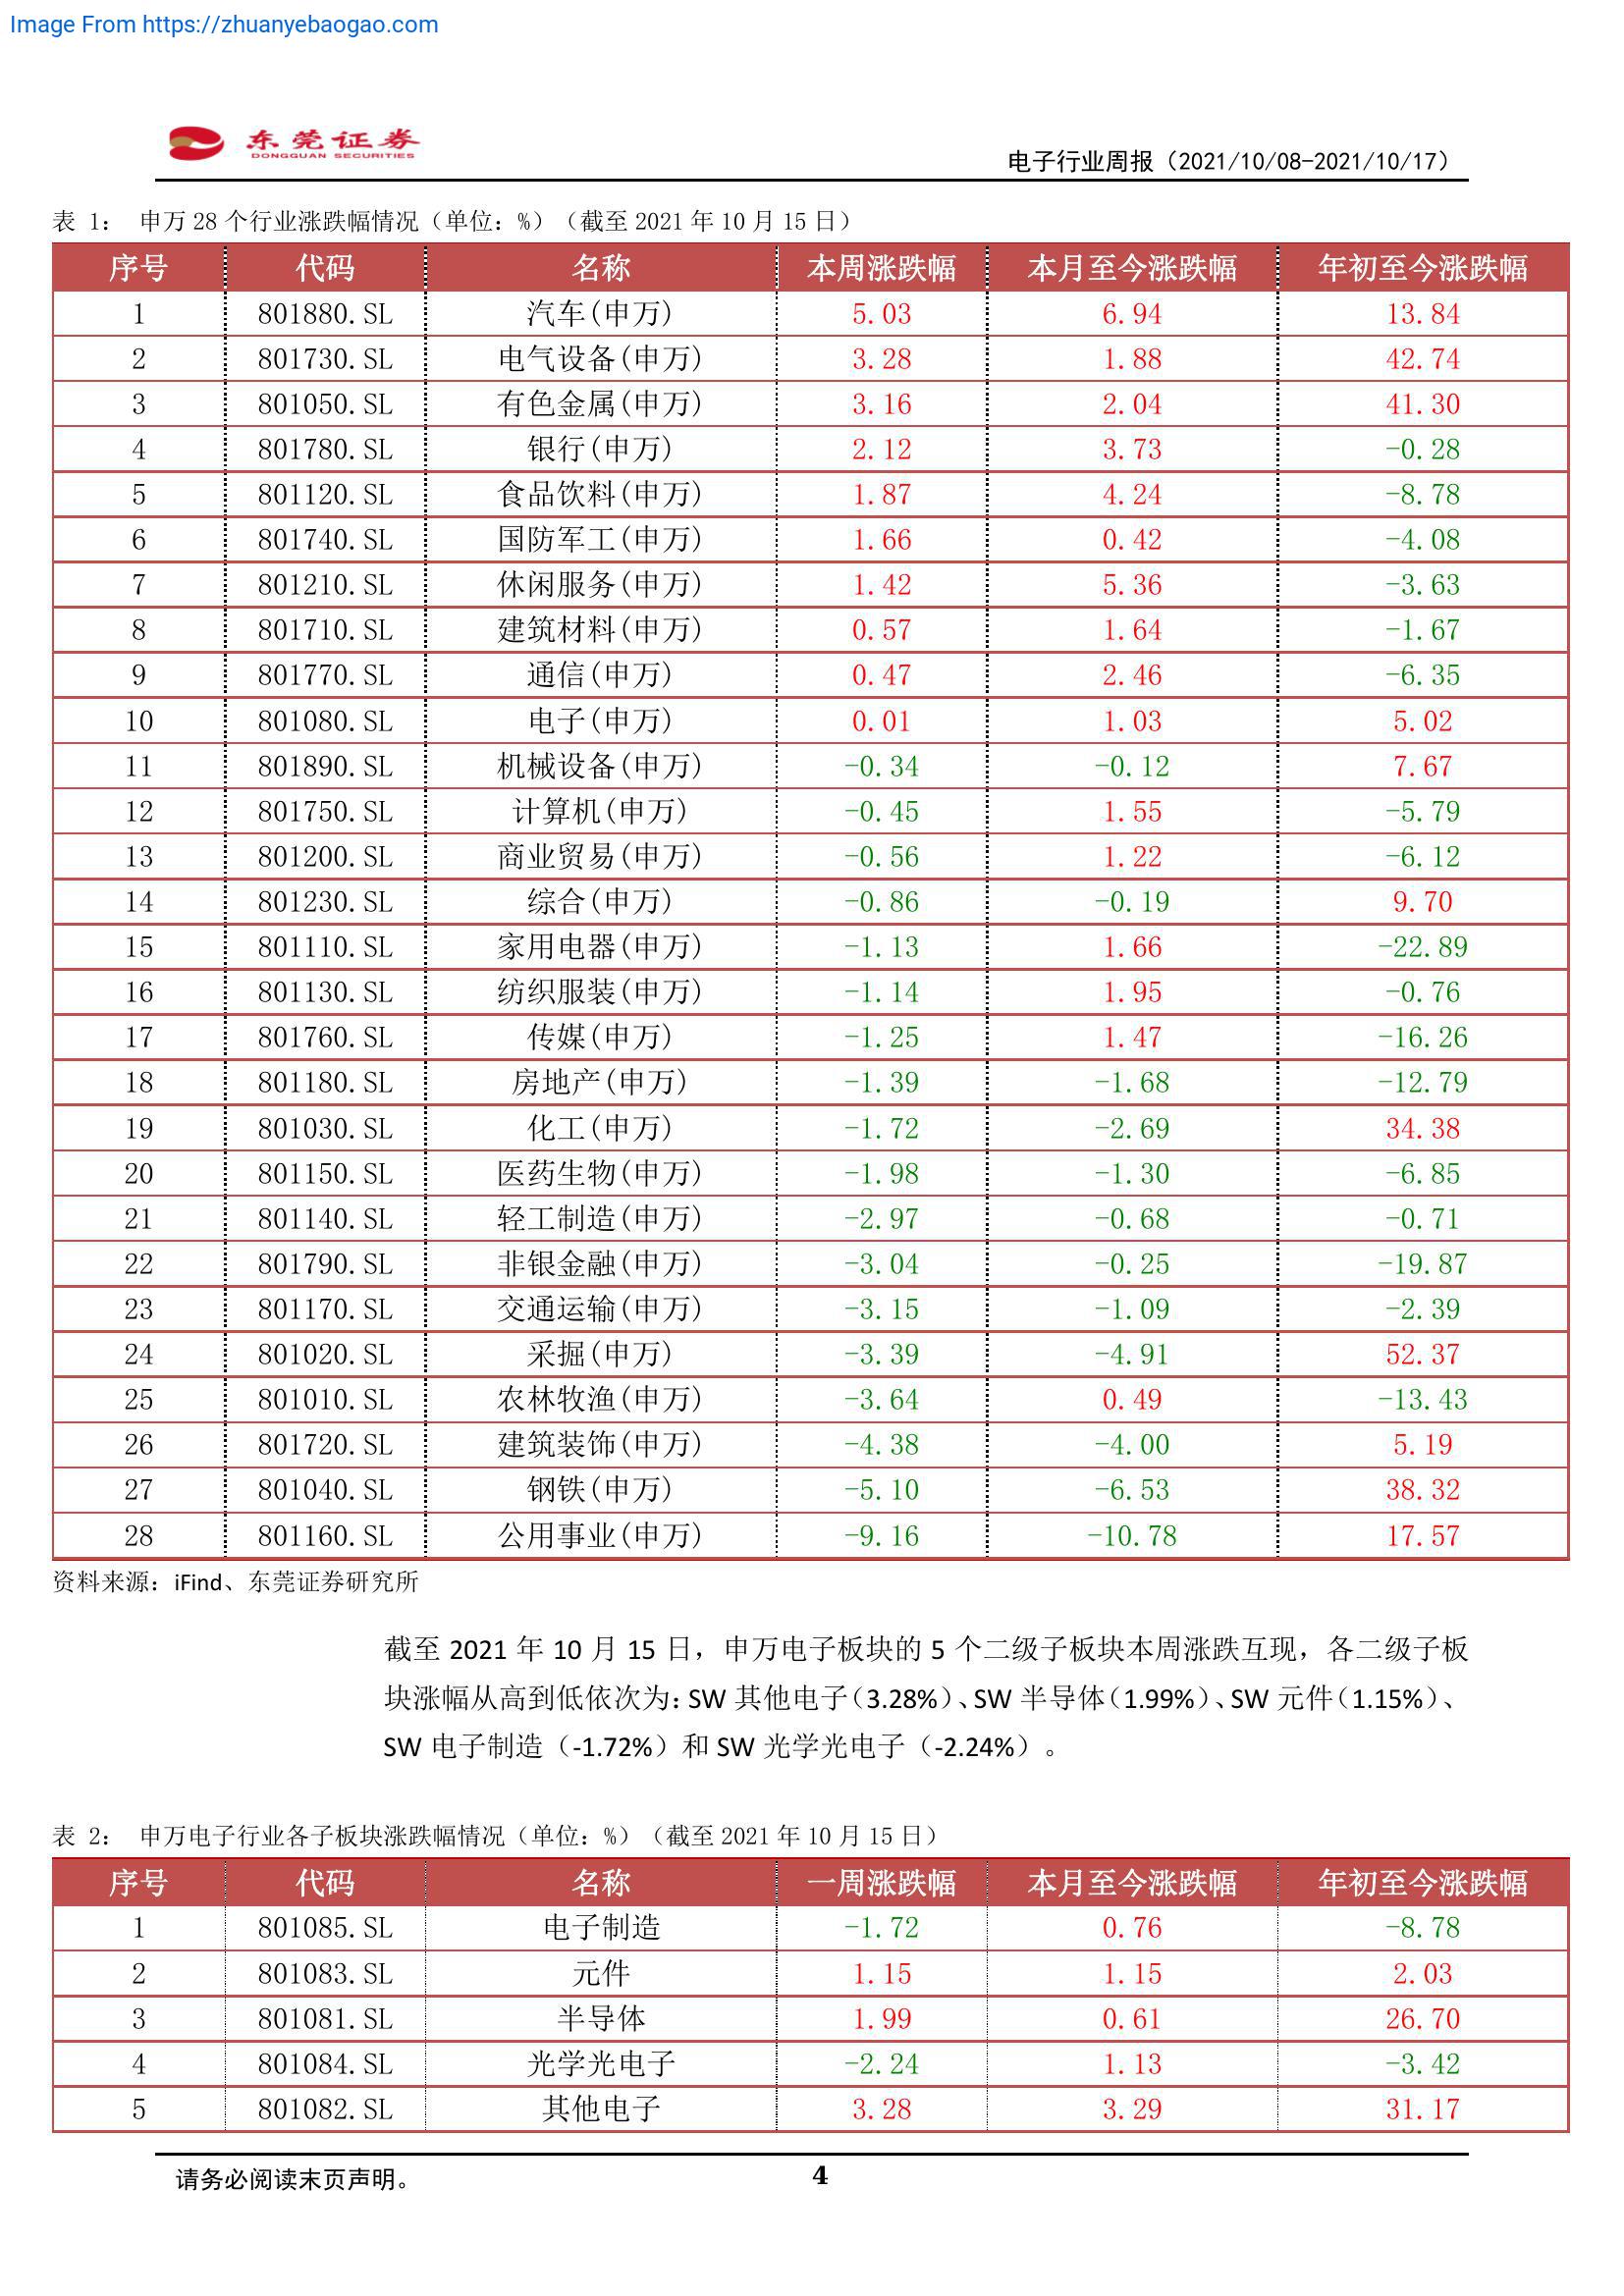 Image From https://zhuanyebaogao.com
东莞证券
DONGGUAN SECURITIES
电子行业周报（2021/10/08-2021/10/17）
表 1： 申万 28 个行业涨跌幅情况（单位：%）（截至 2021 年 10 月 15 日）
序号 代码 名称 本周涨跌幅 本月至今涨跌幅 年初至今涨跌幅
1 801880.SL 汽车(申万) 5.03 6.94 13.84
2 801730.SL 电气设备(申万) 3.28 1.88 42.74
3 801050.SL 有色金属(申万) 3.16 2.04 41.30
4 801780.SL 银行(申万) 2.12 3.73 -0.28
5 801120.SL 食品饮料(申万) 1.87 4.24 -8.78
6 801740.SL 国防军工(申万) 1.66 0.42 -4.08
7 801210.SL 休闲服务(申万) 1.42 5.36 -3.63
8 801710.SL 建筑材料(申万) 0.57 1.64 -1.67
9 801770.SL 通信(申万) 0.47 2.46 -6.35
10 801080.SL 电子(申万) 0.01 1.03 5.02
11 801890.SL 机械设备(申万) -0.34 -0.12 7.67
12 801750.SL 计算机(申万) -0.45 1.55 -5.79
13 801200.SL 商业贸易(申万) -0.56 1.22 -6.12
14 801230.SL 综合(申万) -0.86 -0.19 9.70
15 801110.SL 家用电器(申万) -1.13 1.66 -22.89
16 801130.SL 纺织服装(申万) -1.14 1.95 -0.76
17 801760.SL 传媒(申万) -1.25 1.47 -16.26
18 801180.SL 房地产(申万) -1.39 -1.68 -12.79
19 801030.SL 化工(申万) -1.72 -2.69 34.38
20 801150.SL 医药生物(申万) -1.98 -1.30 -6.85
21 801140.SL 轻工制造(申万) -2.97 -0.68 -0.71
22 801790.SL 非银金融(申万) -3.04 -0.25 -19.87
23 801170.SL 交通运输(申万) -3.15 -1.09 -2.39
24 801020.SL 采掘(申万) -3.39 -4.91 52.37
25 801010.SL 农林牧渔(申万) -3.64 0.49 -13.43
26 801720.SL 建筑装饰(申万) -4.38 -4.00 5.19
27 801040.SL 钢铁(申万) -5.10 -6.53 38.32
28 801160.SL 公用事业(申万) -9.16 -10.78 17.57
资料来源：iFind、东莞证券研究所
截至 2021 年 10 月 15 日，申万电子板块的 5 个二级子板块本周涨跌互现，各二级子板
块涨幅从高到低依次为：SW 其他电子（3.28%）、SW 半导体（1.99%）、SW 元件（1.15%）、
SW 电子制造（-1.72%）和 SW 光学光电子（-2.24%）。
表 2： 申万电子行业各子板块涨跌幅情况（单位：%）（截至 2021 年 10 月 15 日）
序号 代码 名称 一周涨跌幅 本月至今涨跌幅 年初至今涨跌幅
1 801085.SL 电子制造 -1.72 0.76 -8.78
2 801083.SL 元件 1.15 1.15 2.03
3 801081.SL 半导体 1.99 0.61 26.70
4 801084.SL 光学光电子 -2.24 1.13 -3.42
5 801082.SL 其他电子 3.28 3.29 31.17
请务必阅读末页声明。
4